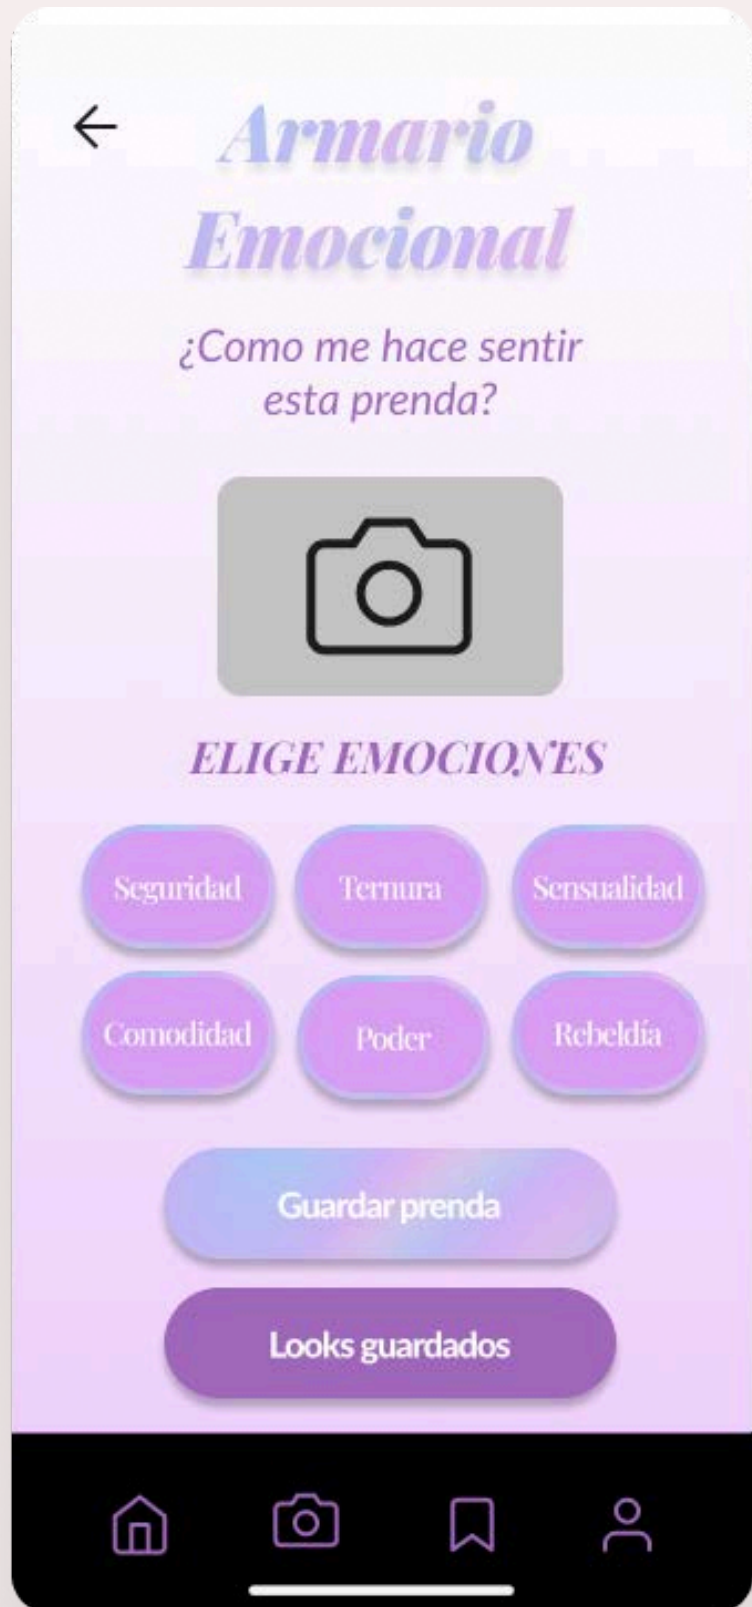 Armario
Emocional
¿Como me hace sentir
esta prenda?
ELIGE EMOCIONES
Seguridad
Ternura
Sensualidad
Comodidad
Poder
Rebeldía
Guardar prenda
Looks guardados